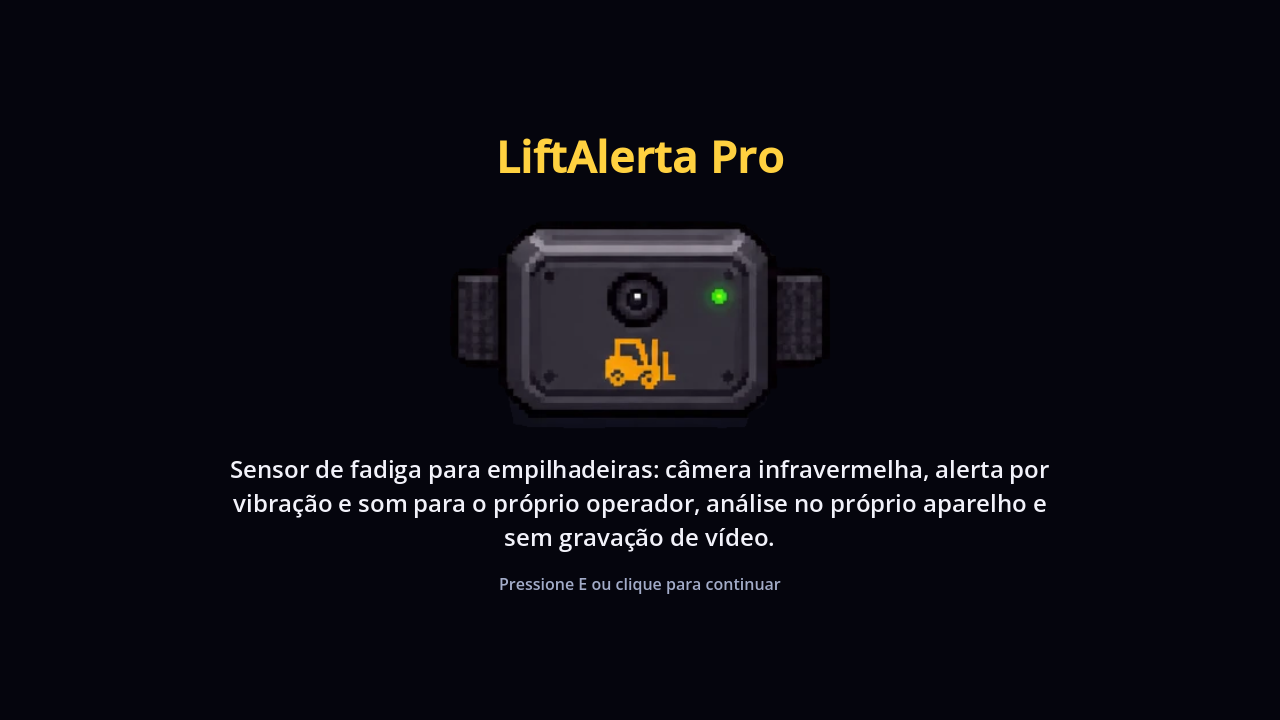 LiftAlerta Pro
Sensor de fadiga para empilhadeiras: câmera infravermelha, alerta por
vibração e som para o próprio operador, análise no próprio aparelho e
sem gravação de vídeo.
Pressione E ou clique para continuar